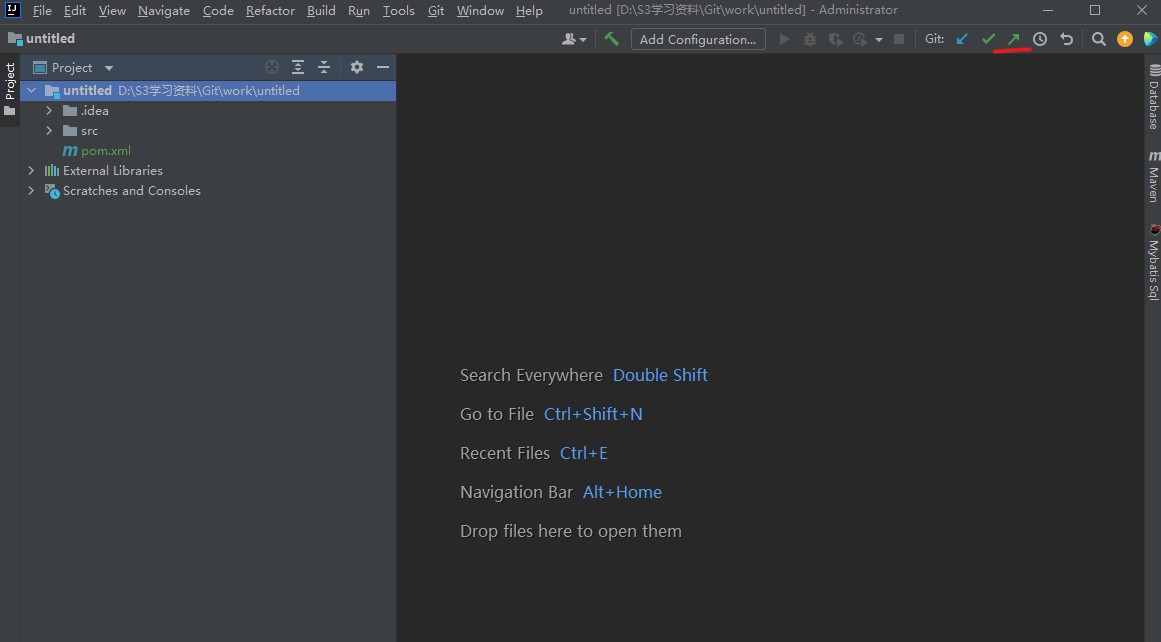 File Edit View Navigate Code Refactor Build Run Tools Git Window Help untitled [D:\S3学习资料\Git\work\untitled] - Administrator
untitled Add Configuration... Git:
Project
Project
untitled D:\S3学习资料\Git\work\untitled
.idea
src
m pom.xml
External Libraries
Scratches and Consoles
Search Everywhere Double Shift
Go to File Ctrl+Shift+N
Recent Files Ctrl+E
Navigation Bar Alt+Home
Drop files here to open them
Database
m Maven
Mybatis Sql